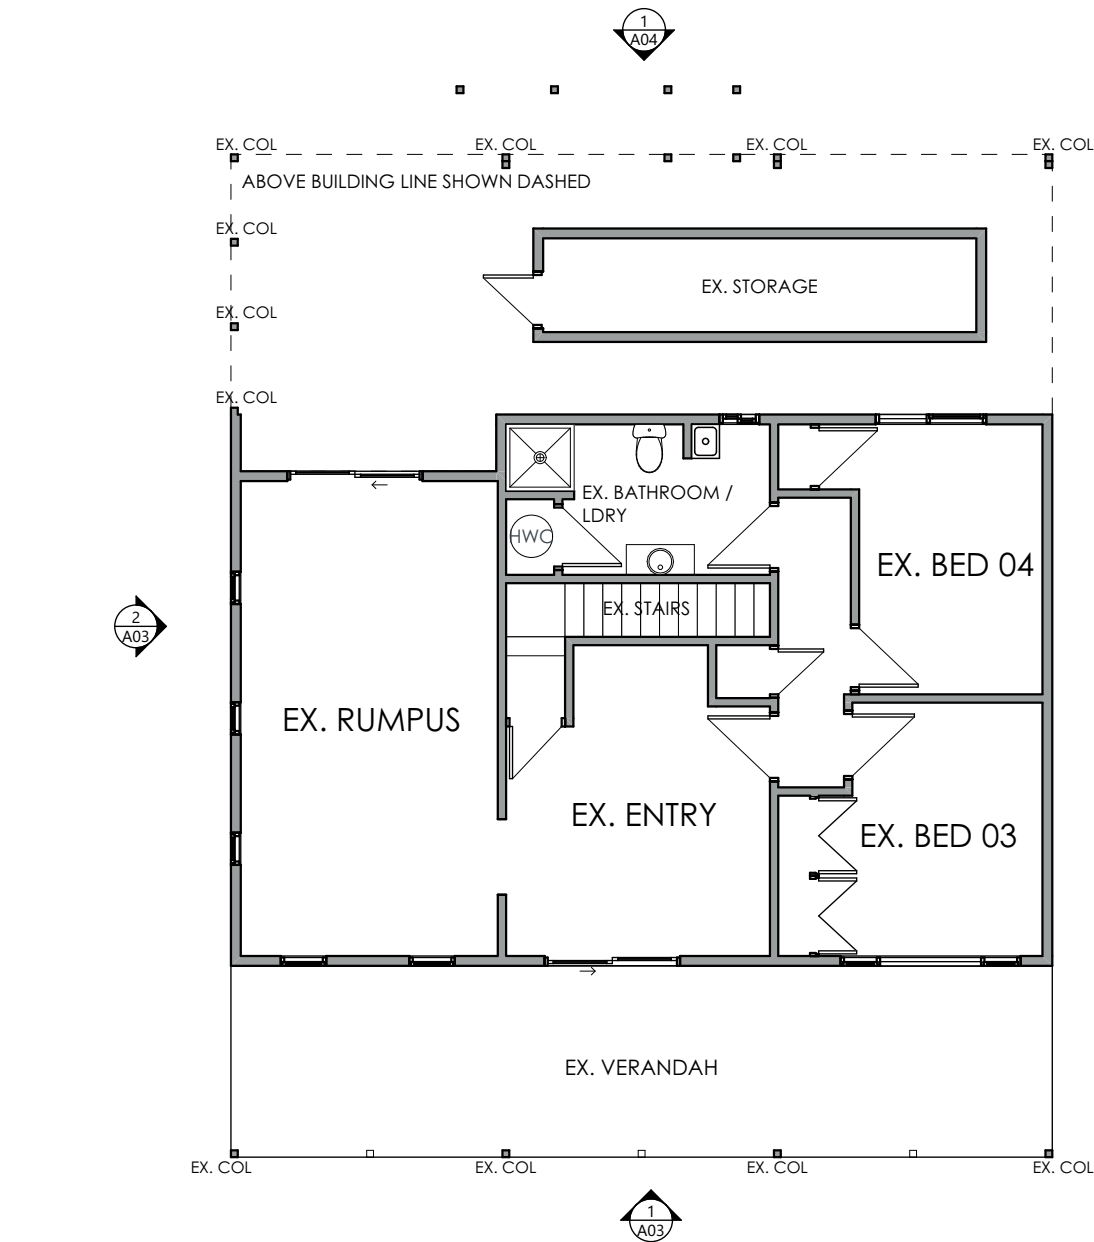 1
A04
EX. COL
EX. COL
EX. COL
EX. COL
ABOVE BUILDING LINE SHOWN DASHED
EX. COL
EX. STORAGE
EX. COL
EX. COL
EX. BATHROOM /
LDRY
HWC
EX. BED 04
EX. STAIRS
2
A03
EX. RUMPUS
EX. ENTRY
EX. BED 03
EX. VERANDAH
EX. COL
EX. COL
EX. COL
EX. COL
1
A03